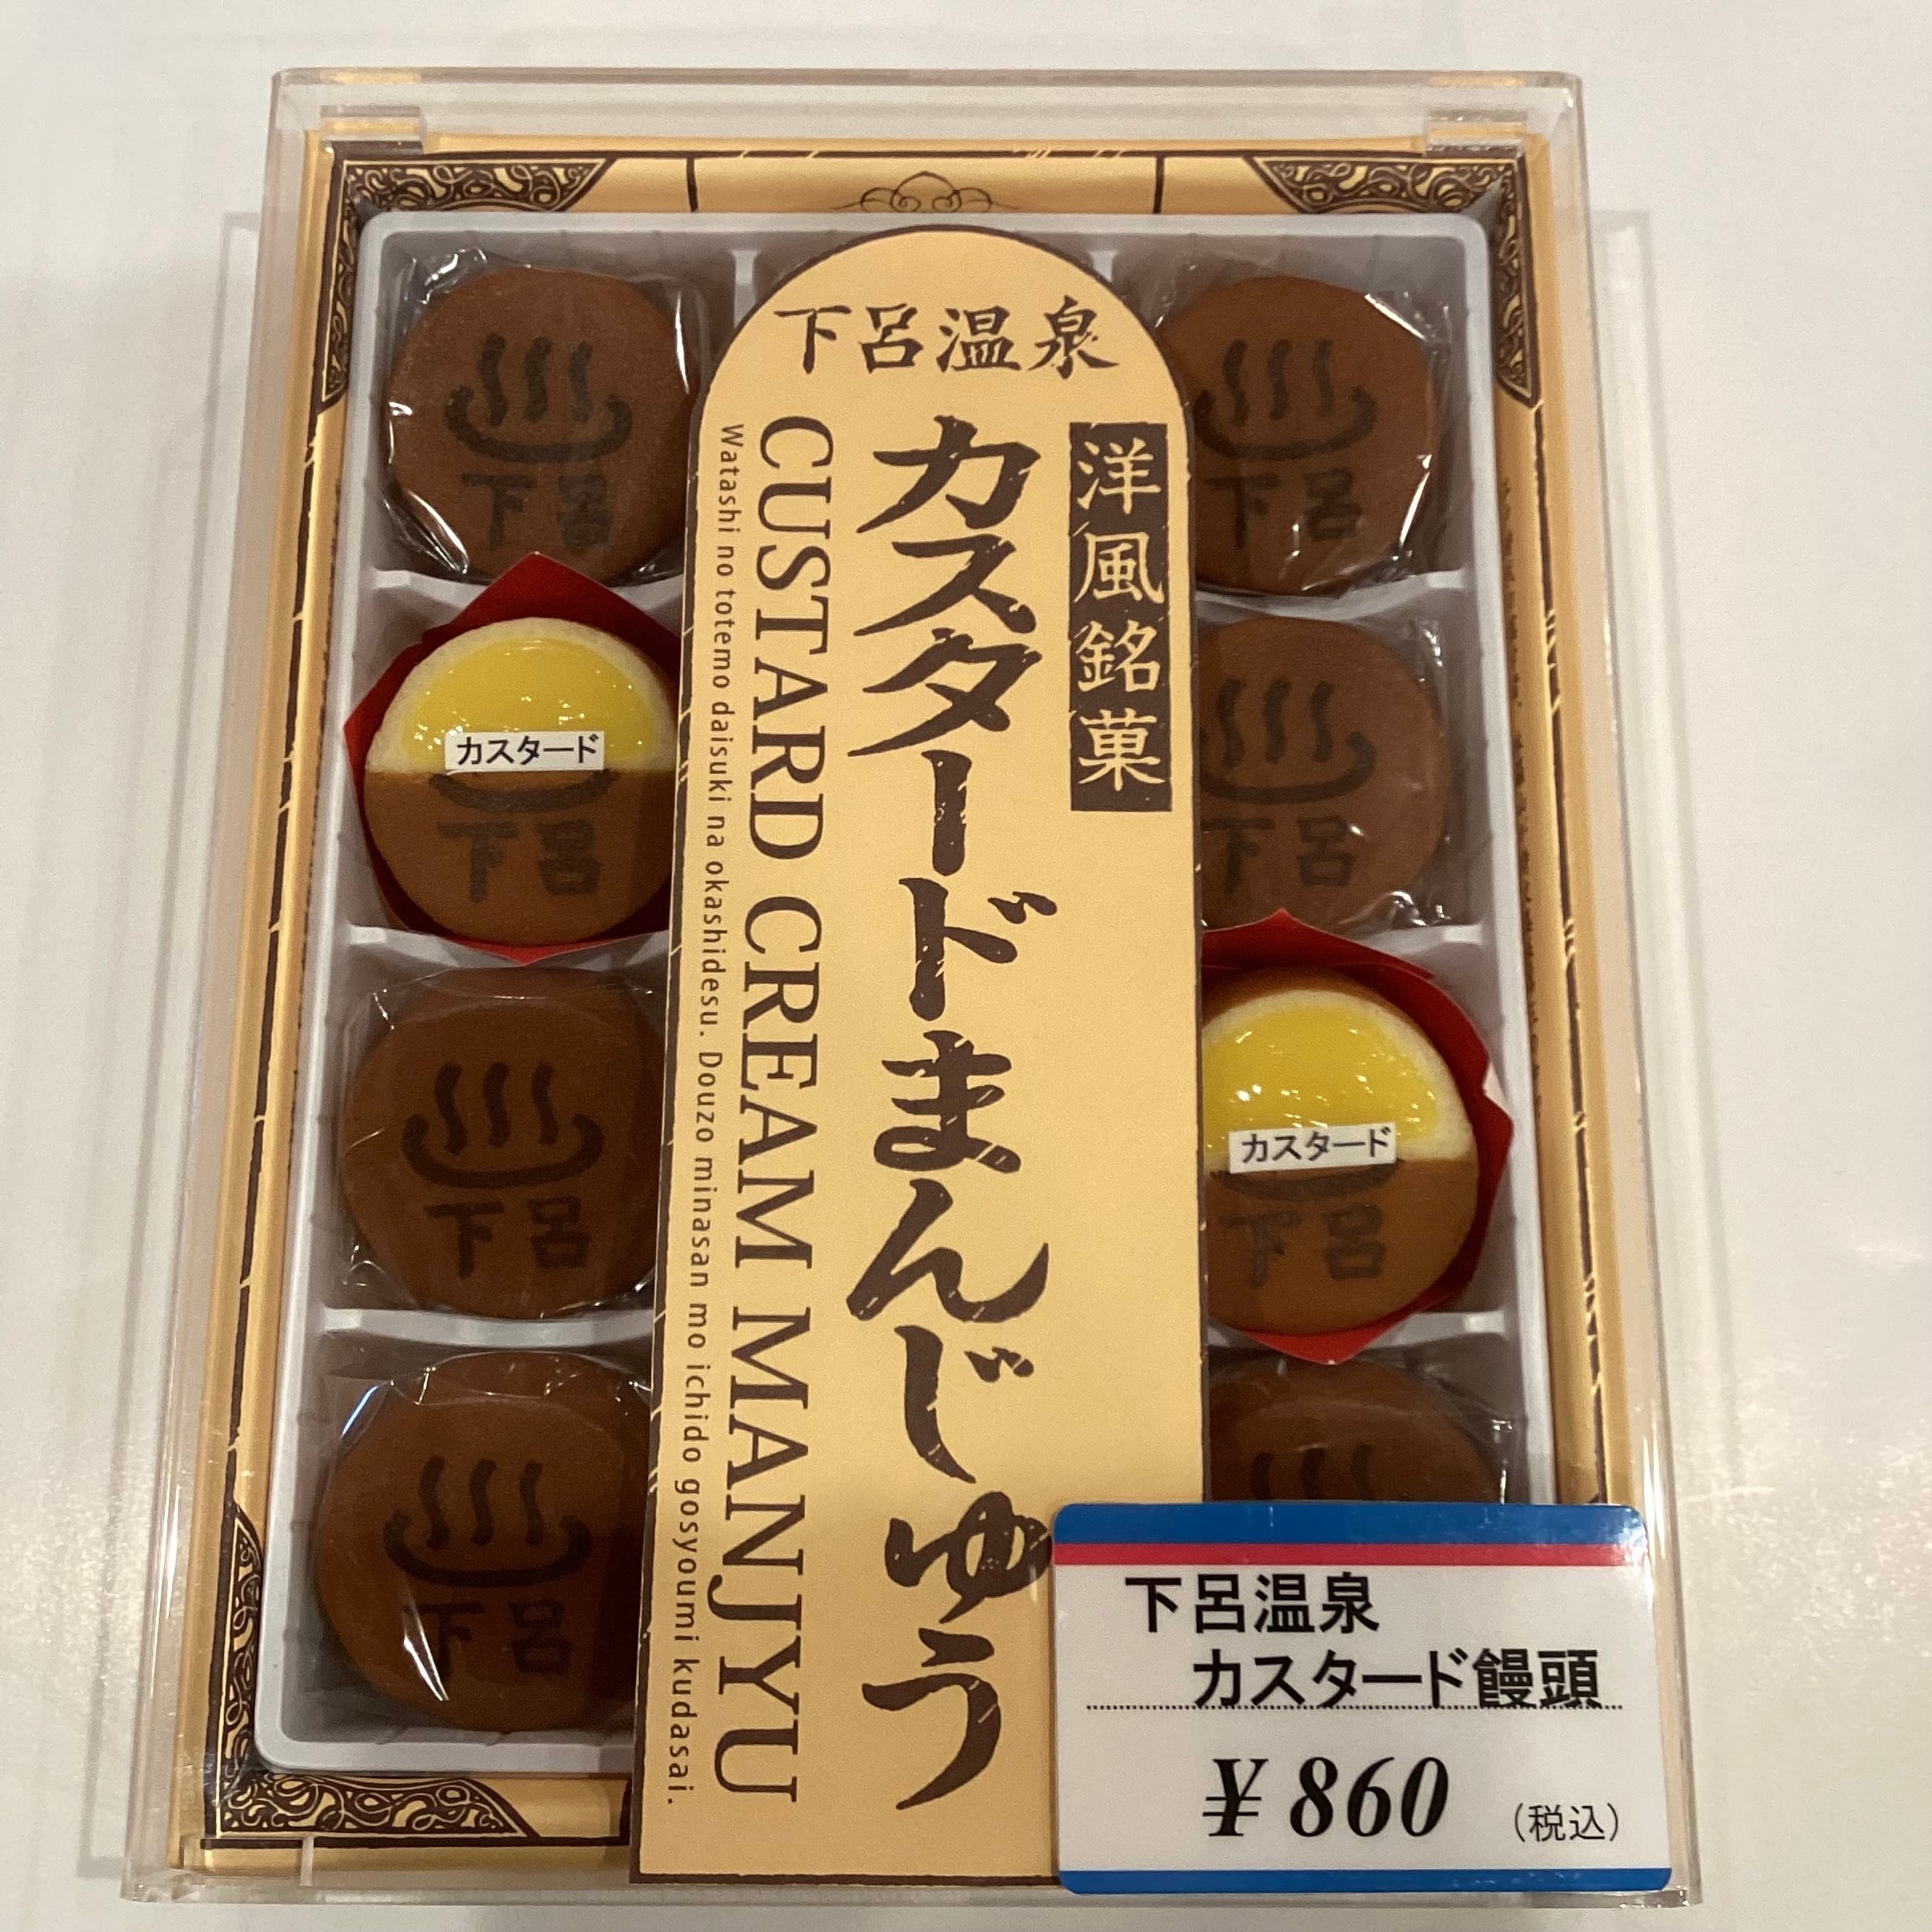 下呂温泉
洋風銘菓
カスタードまんじゅう
CUSTARD CREAM MANJYU
Watashi no totemo daisuki na okashidesu. Douzo minasan mo ichido gosyoumi kudasai.
下呂
下呂
カスタード
下呂
下呂
下呂
カスタード
下呂
下呂
下呂温泉
カスタード饅頭
¥860 (税込)